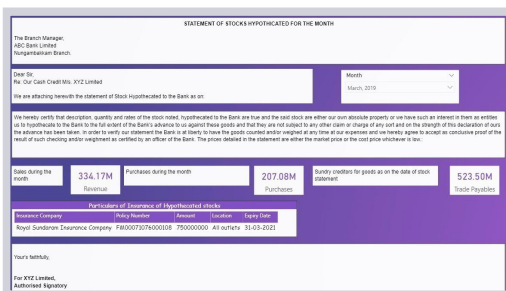 STATEMENT OF STOCKS HYPOTHICATED FOR THE MONTH
The Branch Manager,
ABC Bank Limited
Nungambakkam Branch.
Dear Sir,
Re: Our Cash Credit M/s. XYZ Limited
We are attaching herewith the statement of Stock Hypothecated to the Bank as on:
Month
March, 2019
We hereby certify that description, quantity and rates of the stock noted, hypothecated to the Bank are true and the said stock are either our own absolute property or we have such an interest in them as entitles
us to hypothecate to the Bank to the full extent of the Bank's advance to us against these goods and that they are not subject to any other claim or charge of any sort and on the strength of this declaration of ours
the advance has been taken. In order to verify our statement the Bank is at liberty to have the goods counted and/or weighed at any time at our expenses and we hereby agree to accept as conclusive proof of the
result of such checking and/or weighment as certified by an officer of the Bank. The prices detailed in the statement are either the market price or the cost price whichever is low.
Sales during the
month
334.17M
Revenue
Purchases during the month
207.08M
Purchases
Sundry creditors for goods as on the date of stock
statement
523.50M
Trade Payables
Particulars of Insurance of Hypothecated stocks
Insurance Company Policy Number Amount Location Expiry Date
Royal Sundaram Insurance Company FM00071076000108 750000000 All outlets 31-03-2021
Your's faithfully,
For XYZ Limited,
Authorised Signatory